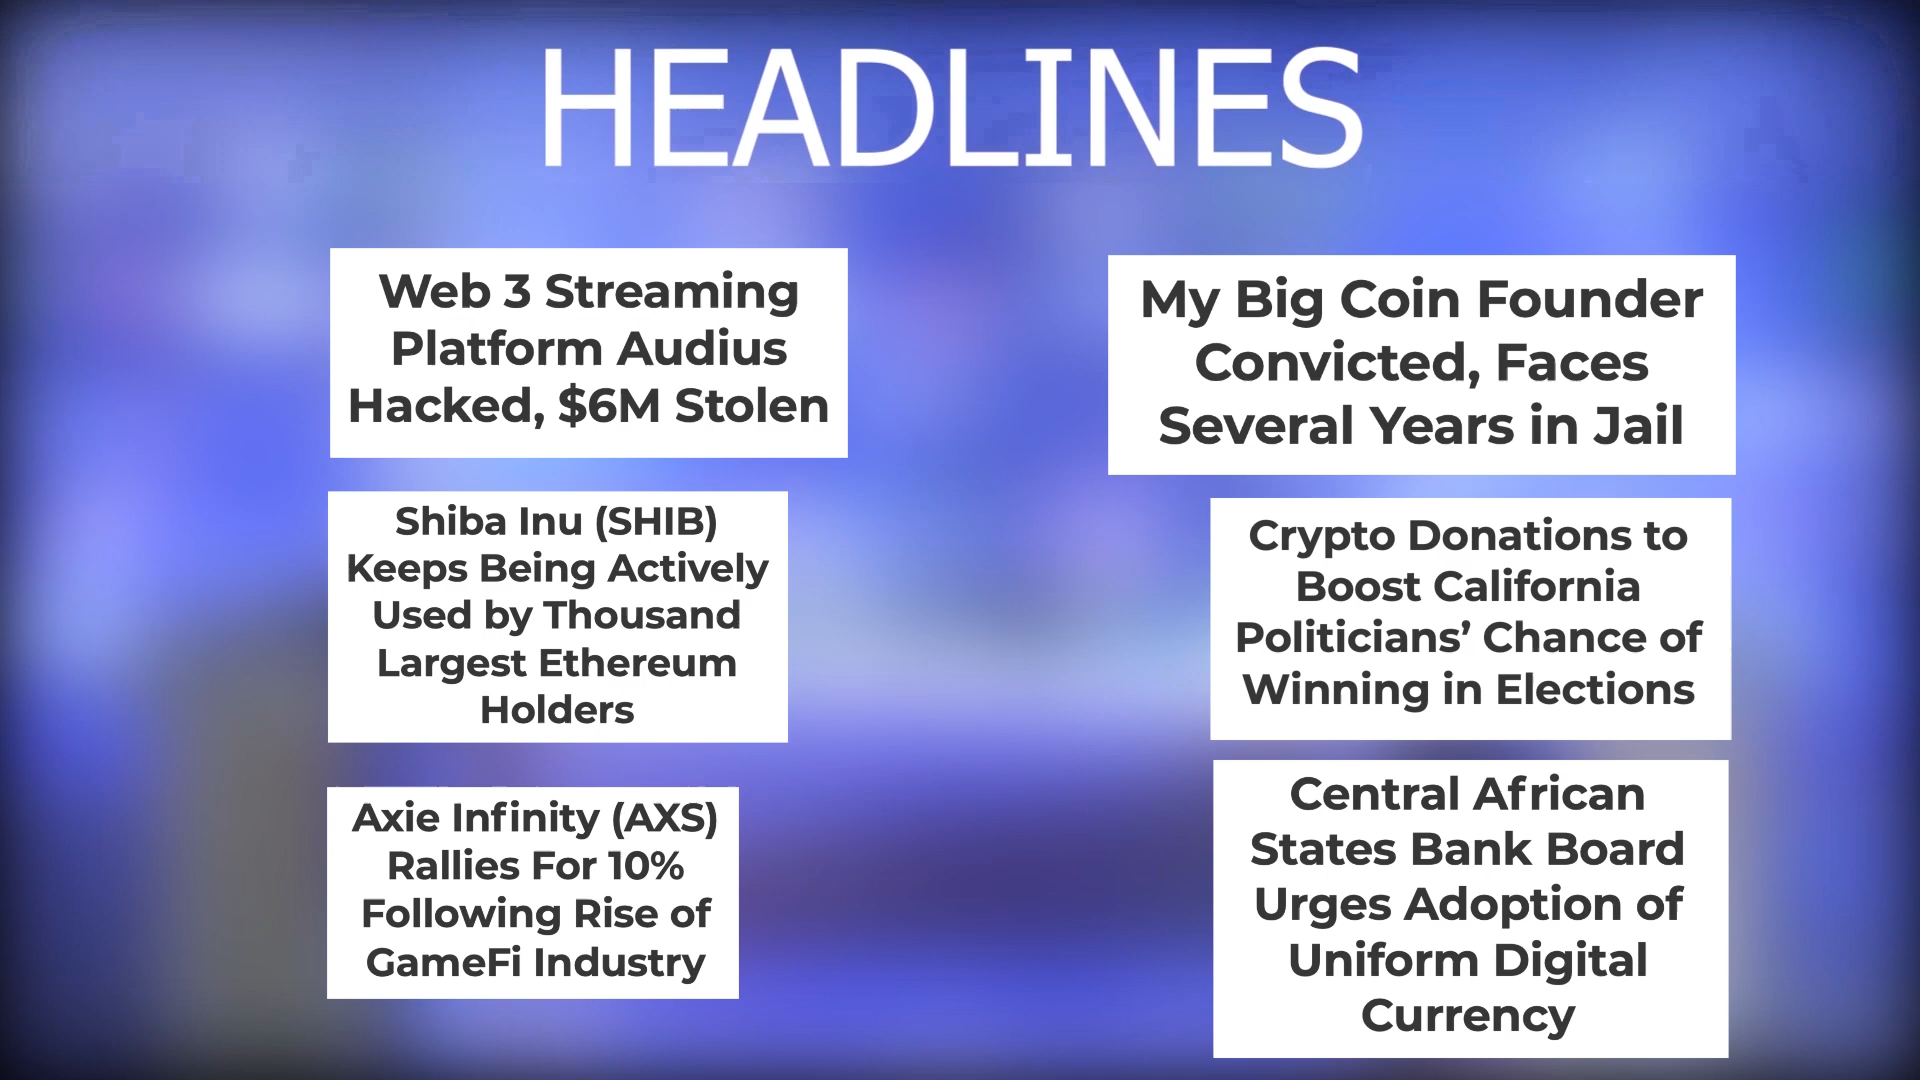 HEADLINES
Web 3 Streaming
Platform Audius
Hacked, $6M Stolen
My Big Coin Founder
Convicted, Faces
Several Years in Jail
Shiba Inu (SHIB)
Keeps Being Actively
Used by Thousand
Largest Ethereum
Holders
Crypto Donations to
Boost California
Politicians’ Chance of
Winning in Elections
Axie Infinity (AXS)
Rallies For 10%
Following Rise of
GameFi Industry
Central African
States Bank Board
Urges Adoption of
Uniform Digital
Currency